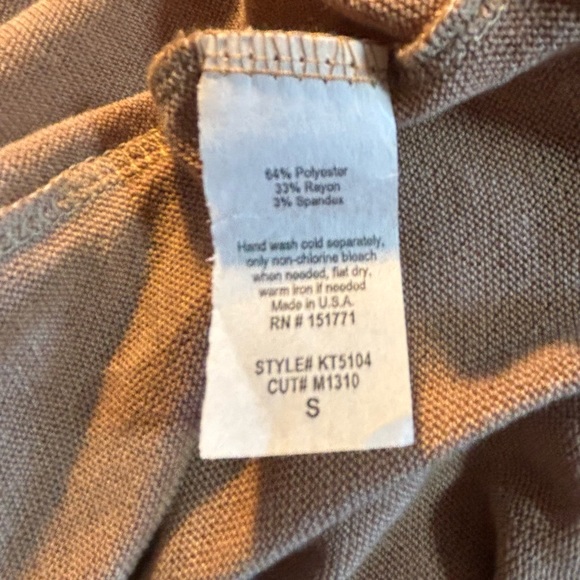 64% Polyester
33% Rayon
3% Spandex
Hand wash cold separately,
only non-chlorine bleach
when needed, flat dry,
warm iron if needed
Made in U.S.A.
RN # 151771
STYLE# KT5104
CUT# M1310
S